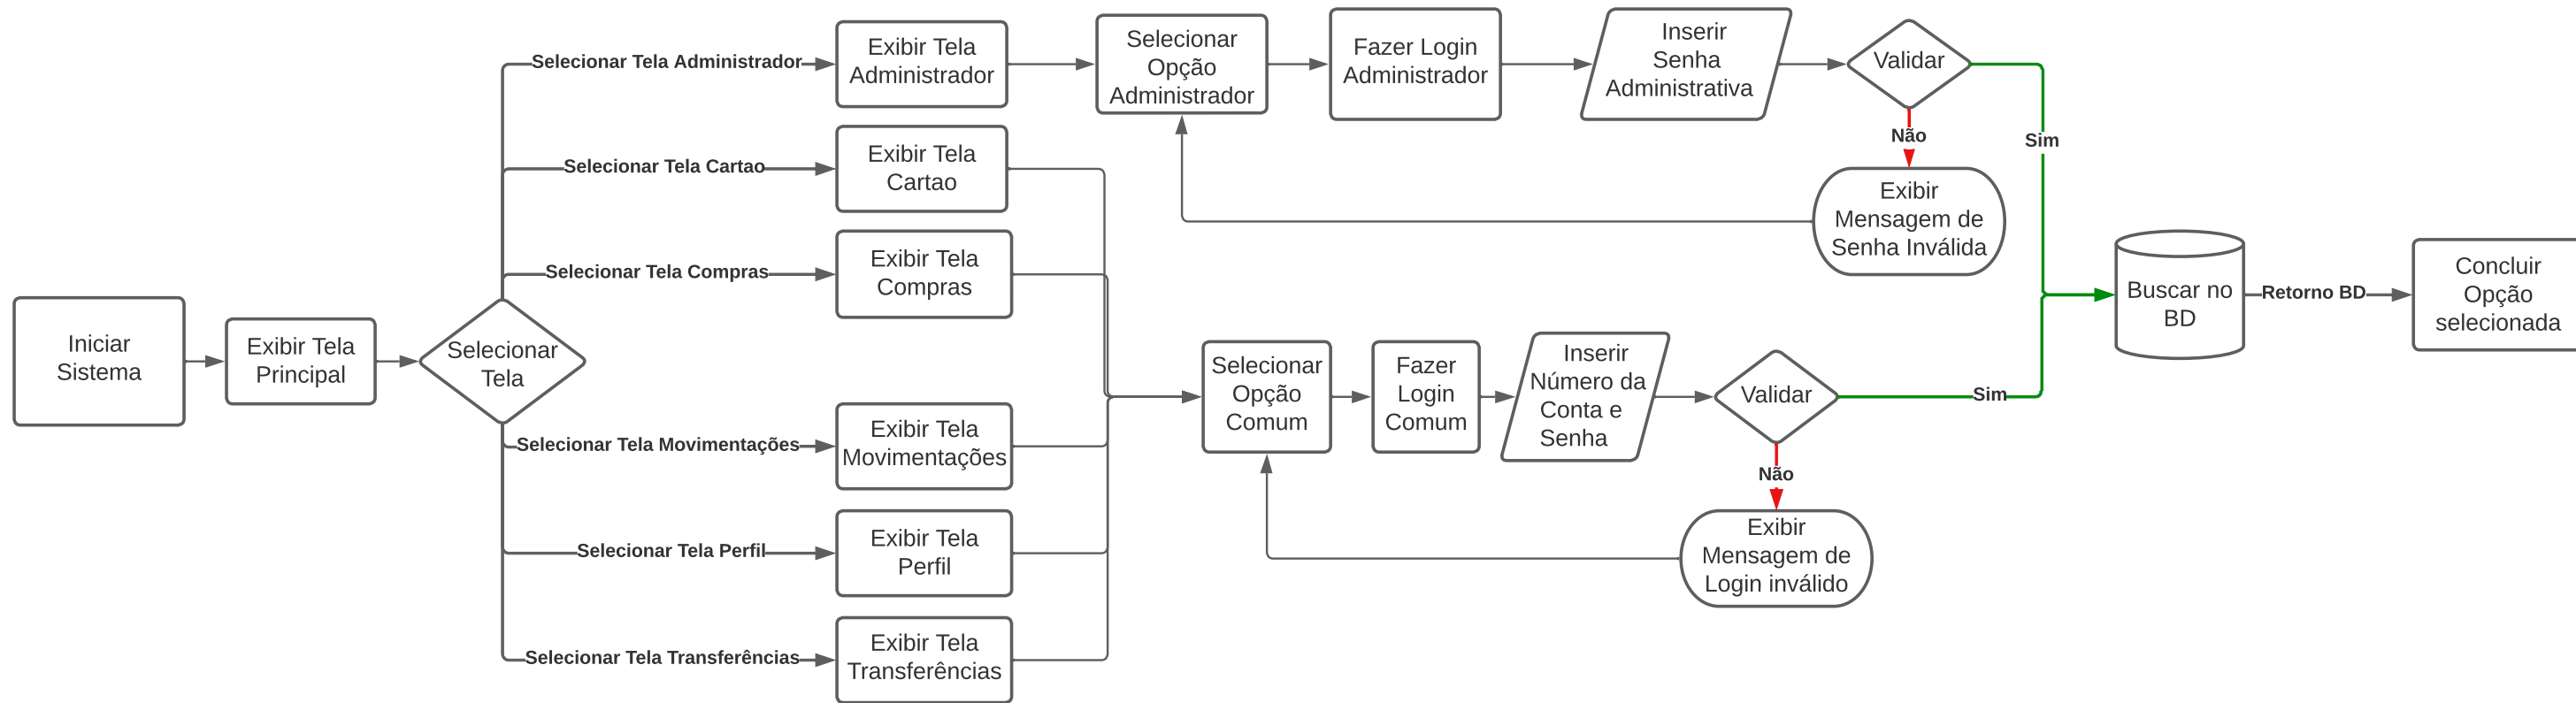 Iniciar
Sistema
Exibir Tela
Principal
Selecionar
Tela
Selecionar Tela Administrador
Exibir Tela
Administrador
Selecionar
Opção
Administrador
Fazer Login
Administrador
Inserir
Senha
Administrativa
Validar
Não
Sim
Exibir
Mensagem de
Senha Inválida
Selecionar Tela Cartao
Exibir Tela
Cartao
Selecionar Tela Compras
Exibir Tela
Compras
Selecionar Tela Movimentações
Exibir Tela
Movimentações
Selecionar Tela Perfil
Exibir Tela
Perfil
Selecionar Tela Transferências
Exibir Tela
Transferências
Selecionar
Opção
Comum
Fazer
Login
Comum
Inserir
Número da
Conta e
Senha
Validar
Sim
Não
Exibir
Mensagem de
Login inválido
Buscar no
BD
Retorno BD
Concluir
Opção
selecionada